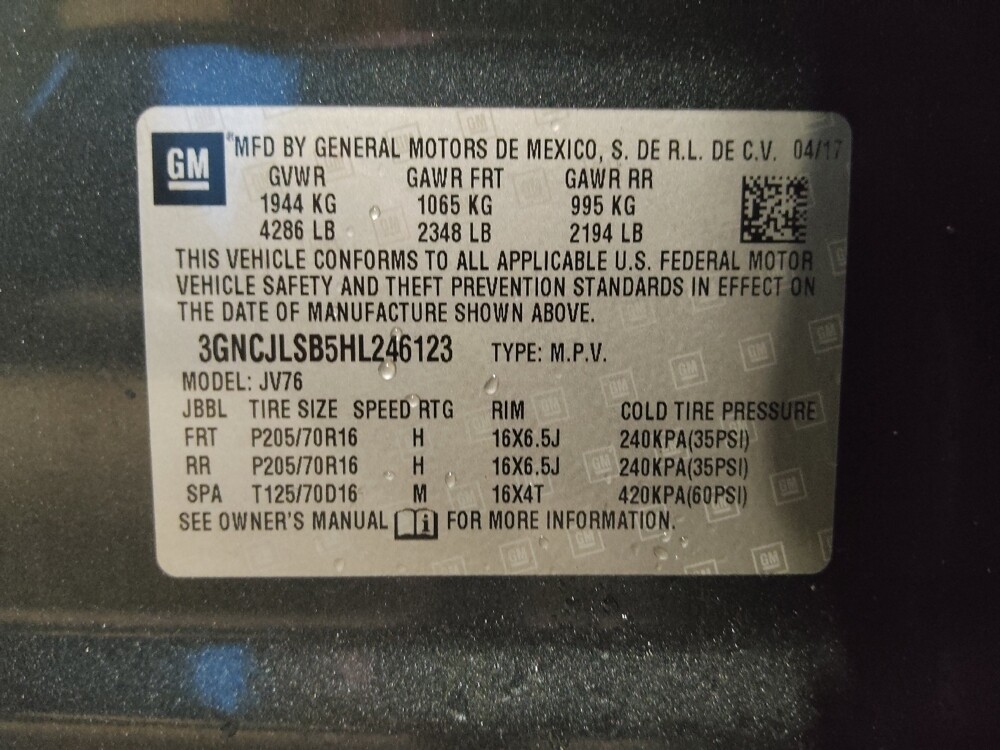 GM ® MFD BY GENERAL MOTORS DE MEXICO, S. DE R.L. DE C.V. 04/17
GVWR GAWR FRT GAWR RR
1944 KG 1065 KG 995 KG
4286 LB 2348 LB 2194 LB
THIS VEHICLE CONFORMS TO ALL APPLICABLE U.S. FEDERAL MOTOR
VEHICLE SAFETY AND THEFT PREVENTION STANDARDS IN EFFECT ON
THE DATE OF MANUFACTURE SHOWN ABOVE.
3GNCJLSB5HL246123 TYPE: M.P.V.
MODEL: JV76
JBBL TIRE SIZE SPEED RTG RIM COLD TIRE PRESSURE
FRT P205/70R16 H 16X6.5J 240KPA(35PSI)
RR P205/70R16 H 16X6.5J 240KPA(35PSI)
SPA T125/70D16 M 16X4T 420KPA(60PSI)
SEE OWNER'S MANUAL i FOR MORE INFORMATION.